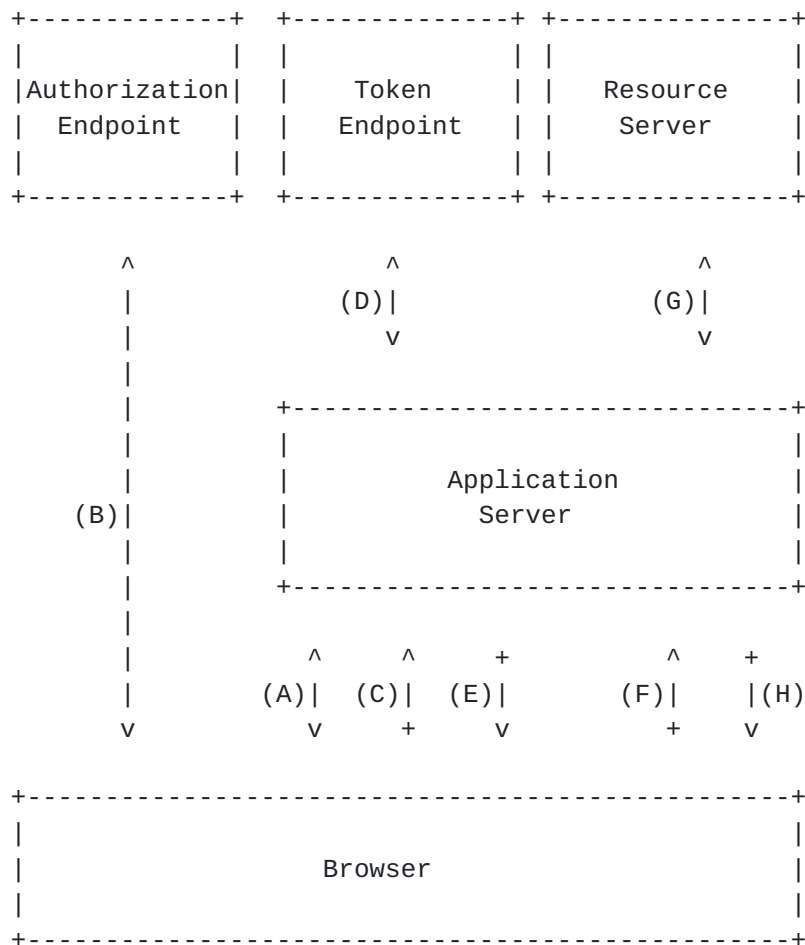 +-------------+  +---------------+ +---------------+
|             |  |               | |               |
|Authorization|  |    Token      | |   Resource    |
|  Endpoint   |  |   Endpoint    | |    Server     |
|             |  |               | |               |
+-------------+  +---------------+ +---------------+

       ^                ^                   ^
       |             (D)|                (G)|
       |                v                   v
       |
       |         +--------------------------------+
       |         |                                |
       |         |          Application           |
    (B)|         |            Server              |
       |         |                                |
       |         +--------------------------------+
       |
       |           ^     ^     +          ^    +
       |        (A)|  (C)|  (E)|       (F)|    |(H)
       v           v     +     v          +    v

+-------------------------------------------------+
|                                                 |
|                   Browser                       |
|                                                 |
+-------------------------------------------------+